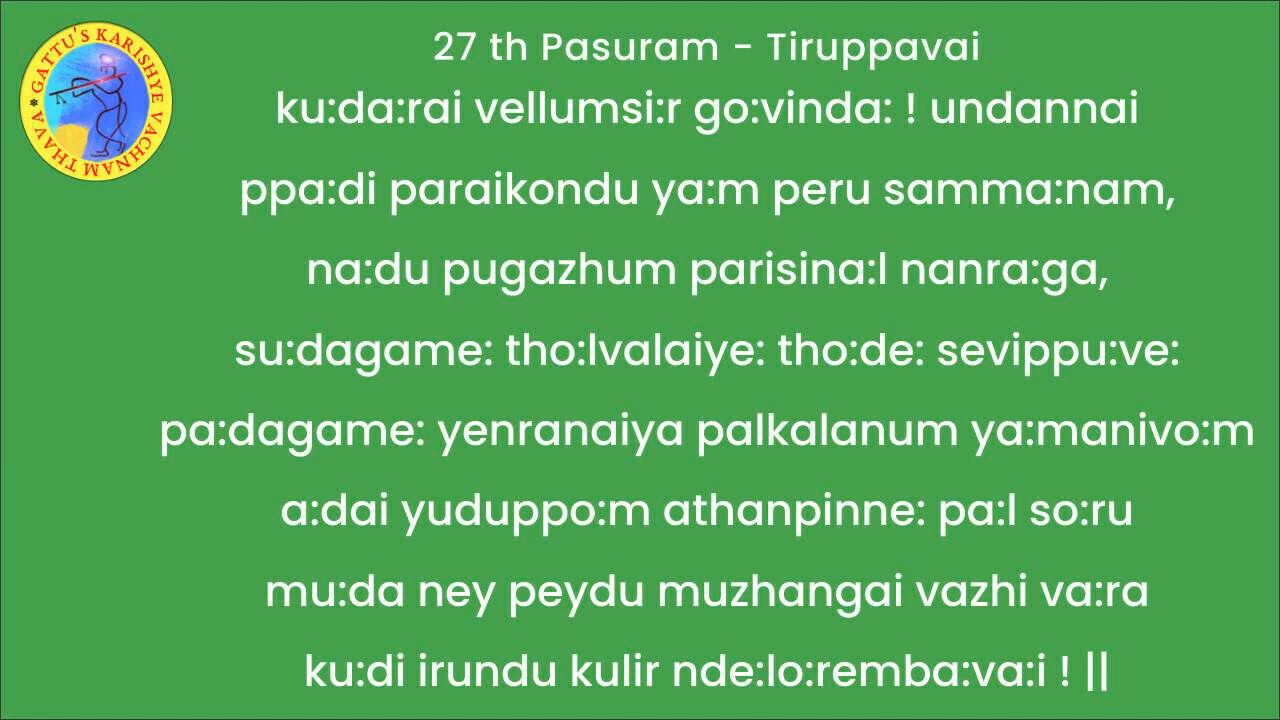 GATTU'S KARISHYE VACHNAM THAVA
27 th Pasuram - Tiruppavai
ku:da:rai vellumsi:r go:vinda: ! undannai
ppa:di paraikondu ya:m peru samma:nam,
na:du pugazhum parisina:l nanra:ga,
su:dagame: tho:lvalaiye: tho:de: sevippu:ve:
pa:dagame: yenranaiya palkalanum ya:manivo:m
a:dai yuduppo:m athanpinne: pa:l so:ru
mu:da ney peydu muzhangai vazhi va:ra
ku:di irundu kulir nde:lo:remba:va:i ! ||